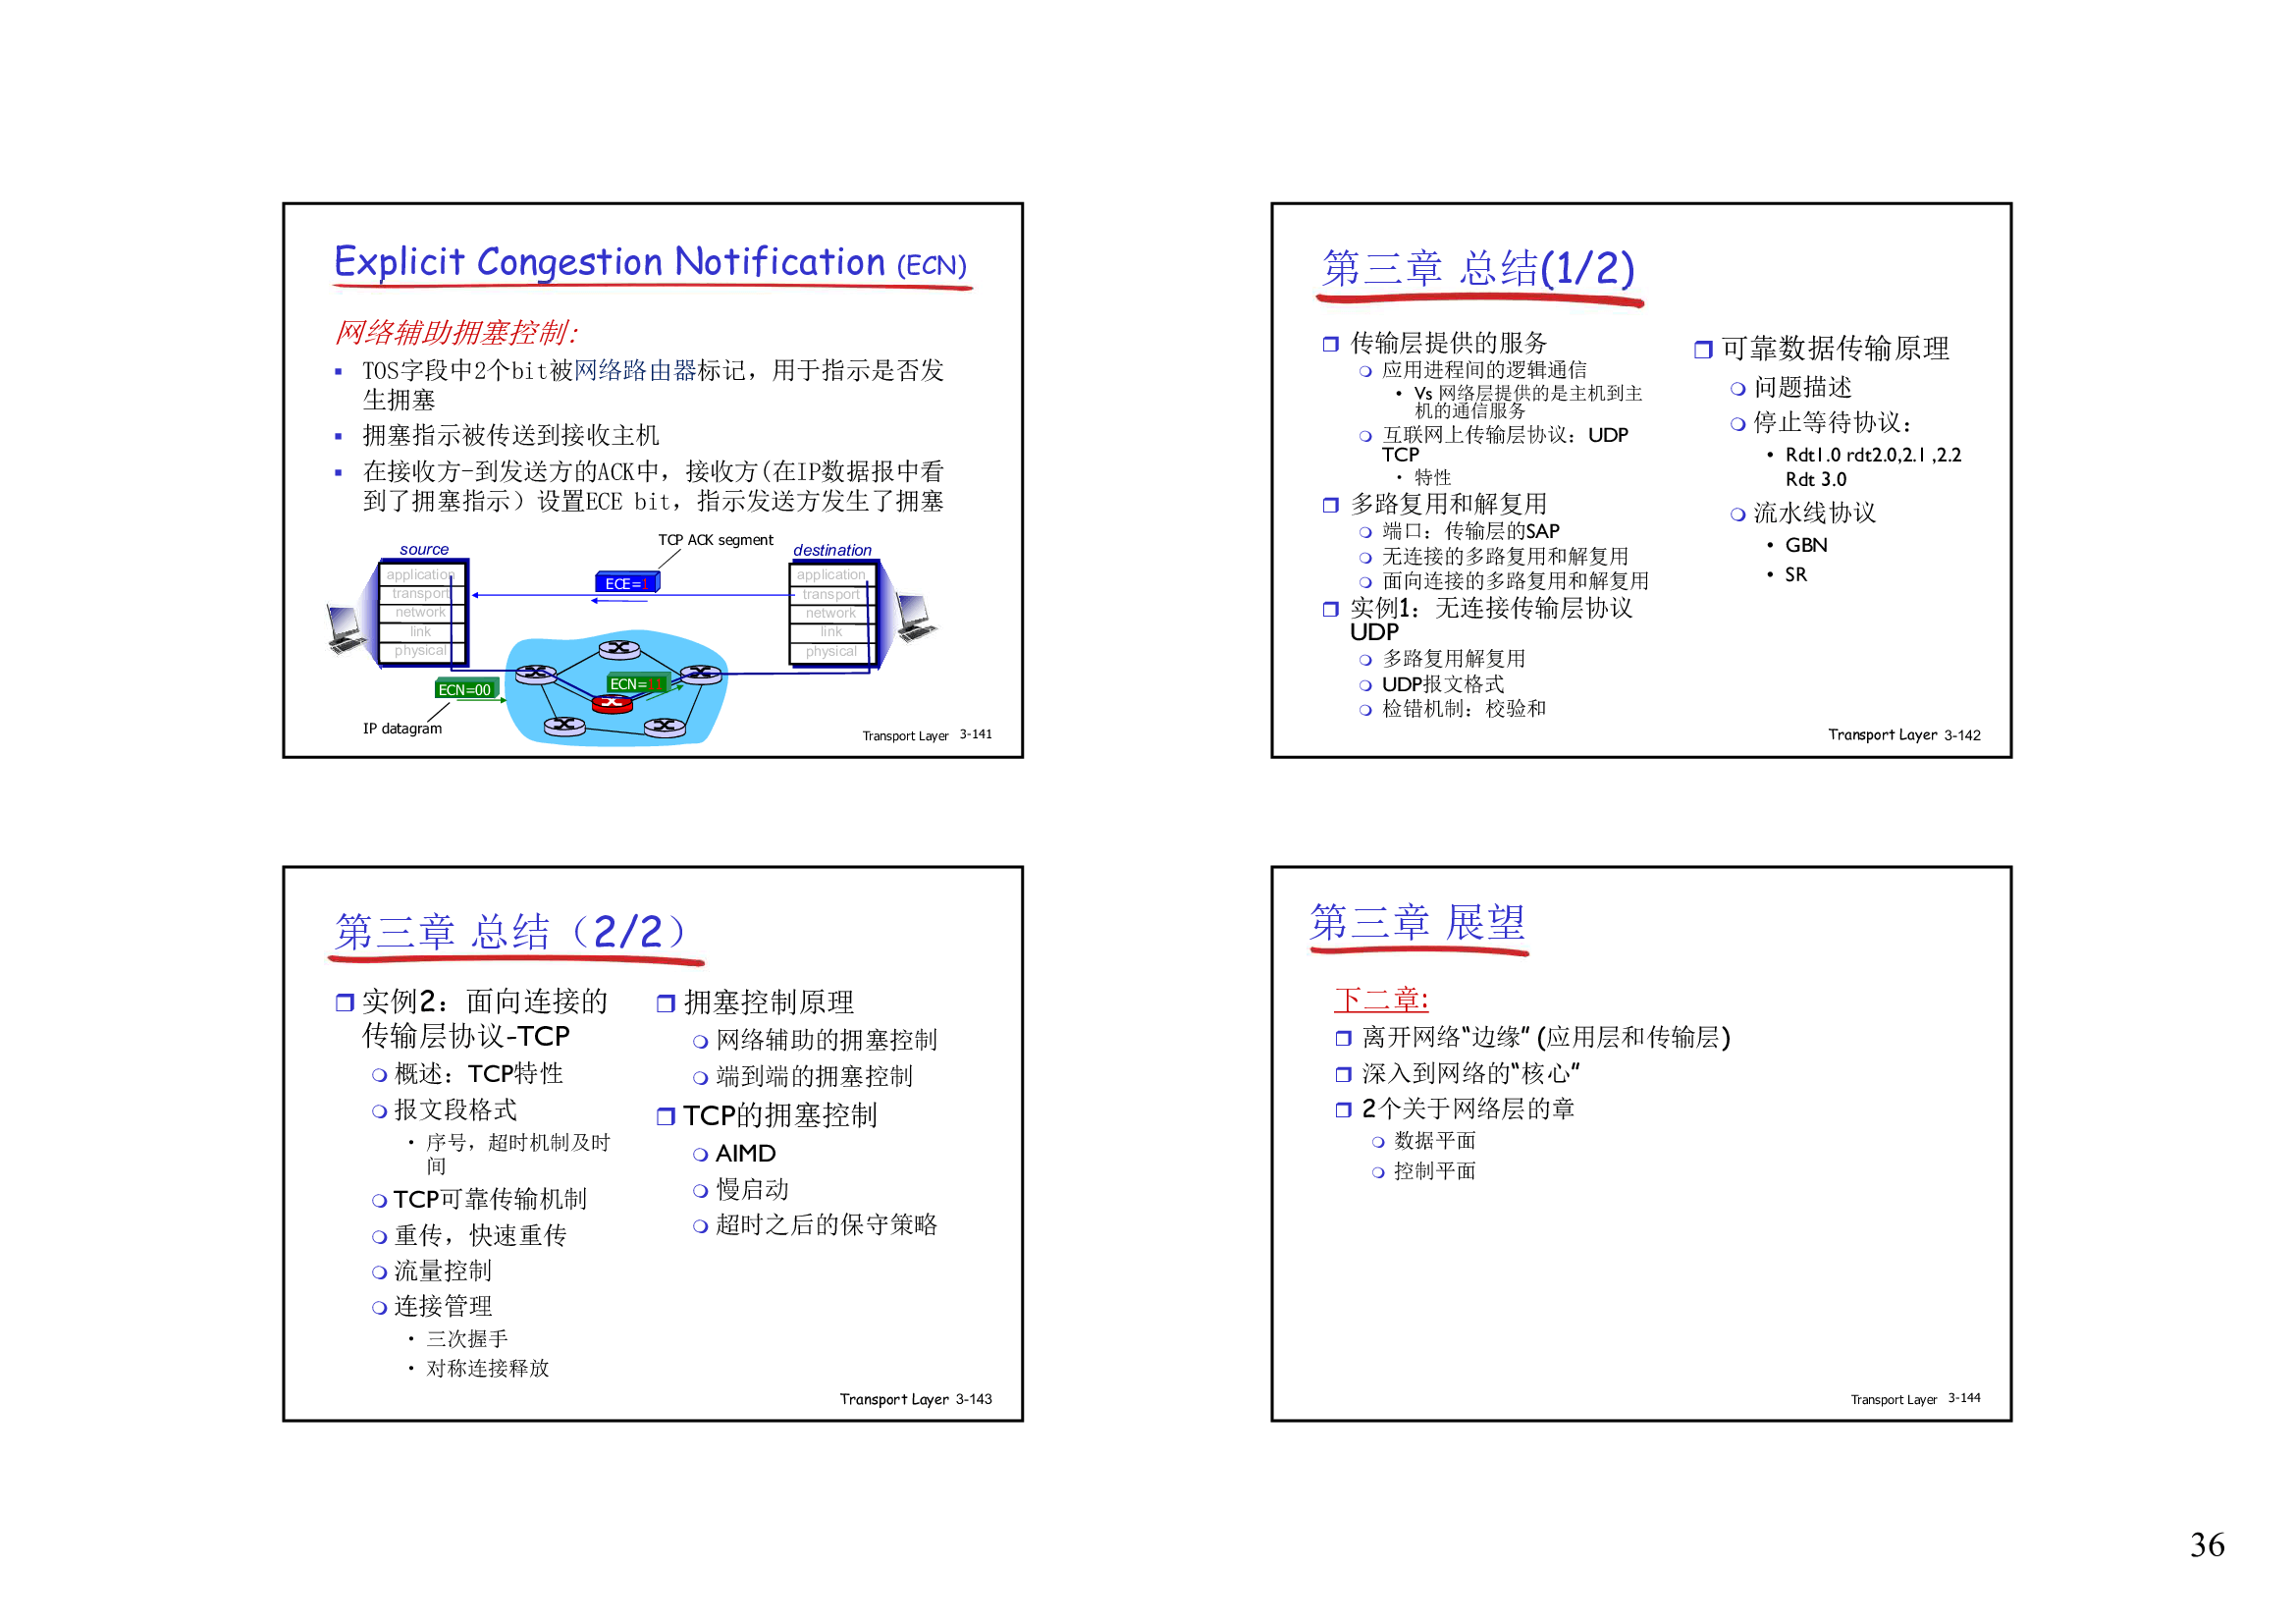 Explicit Congestion Notification (ECN)
网络辅助拥塞控制:
▪ TOS字段中2个bit被网络路由器标记，用于指示是否发
生拥塞
▪ 拥塞指示被传送到接收主机
▪ 在接收方-到发送方的ACK中，接收方(在IP数据报中看
到了拥塞指示）设置ECE bit，指示发送方发生了拥塞
TCP ACK segment
source
destination
application
transport
network
link
physical
ECE=1
application
transport
network
link
physical
ECN=00
ECN=11
IP datagram
Transport Layer 3-141
第三章 总结(1/2)
❒ 传输层提供的服务
❍ 应用进程间的逻辑通信
• Vs 网络层提供的是主机到主
机的通信服务
❍ 互联网上传输层协议：UDP
TCP
• 特性
❒ 多路复用和解复用
❍ 端口：传输层的SAP
❍ 无连接的多路复用和解复用
❍ 面向连接的多路复用和解复用
❒ 实例1：无连接传输层协议
UDP
❍ 多路复用解复用
❍ UDP报文格式
❍ 检错机制：校验和
❒ 可靠数据传输原理
❍ 问题描述
❍ 停止等待协议：
• Rdt1.0 rdt2.0,2.1 ,2.2
Rdt 3.0
❍ 流水线协议
• GBN
• SR
Transport Layer 3-142
第三章 总结（2/2）
❒ 实例2：面向连接的
传输层协议-TCP
❍ 概述：TCP特性
❍ 报文段格式
• 序号，超时机制及时
间
❍ TCP可靠传输机制
❍ 重传，快速重传
❍ 流量控制
❍ 连接管理
• 三次握手
• 对称连接释放
❒ 拥塞控制原理
❍ 网络辅助的拥塞控制
❍ 端到端的拥塞控制
❒ TCP的拥塞控制
❍ AIMD
❍ 慢启动
❍ 超时之后的保守策略
Transport Layer 3-143
第三章 展望
下二章:
❒ 离开网络“边缘” (应用层和传输层)
❒ 深入到网络的“核心”
❒ 2个关于网络层的章
❍ 数据平面
❍ 控制平面
Transport Layer 3-144
36